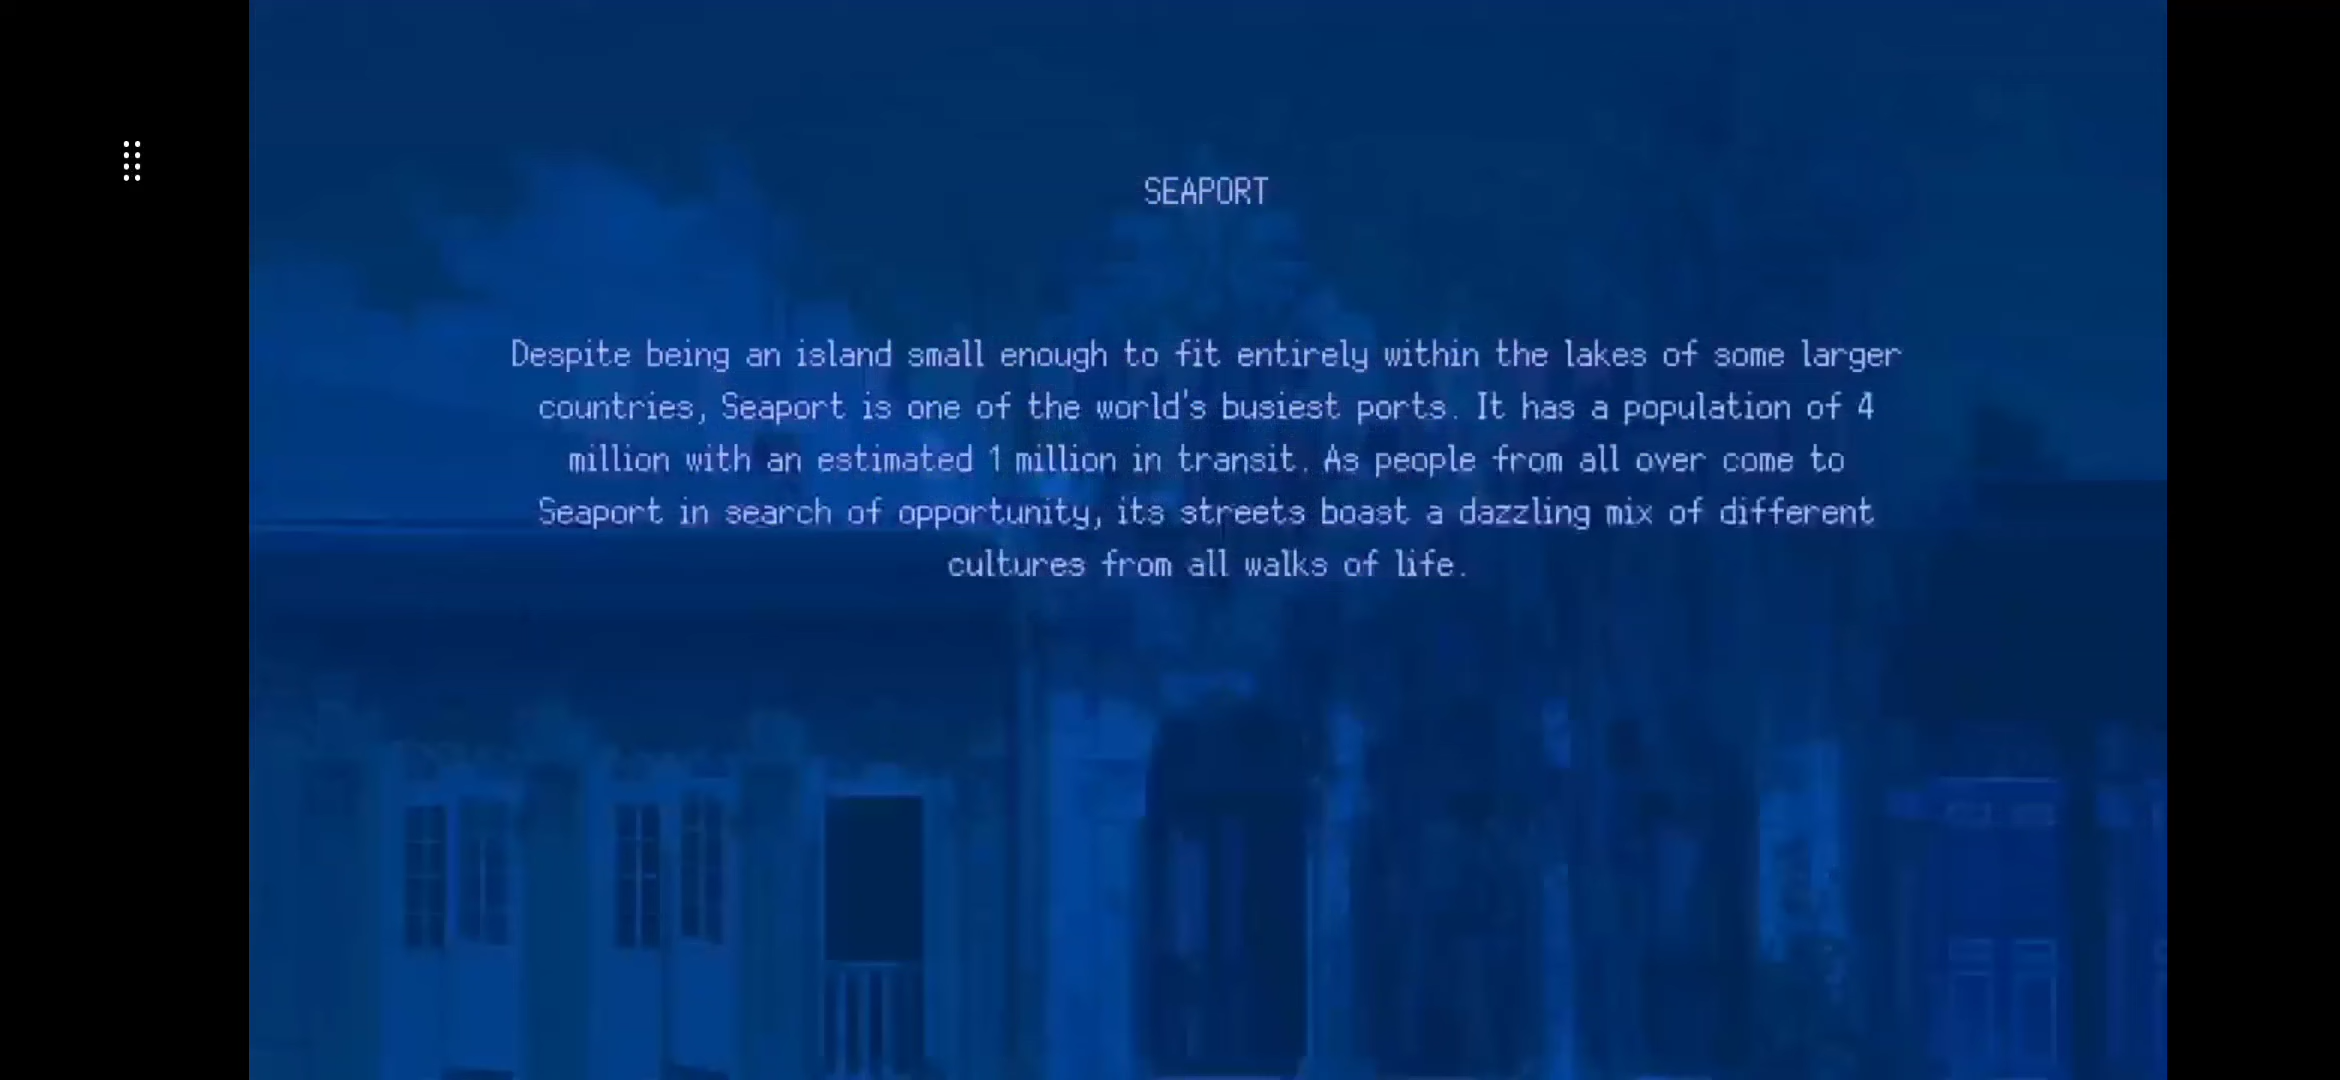 SEAPORT
Despite being an island small enough to fit entirely within the lakes of some larger
countries, Seaport is one of the world's busiest ports. It has a population of 4
million with an estimated 1 million in transit. As people from all over come to
Seaport in search of opportunity, its streets boast a dazzling mix of different
cultures from all walks of life.